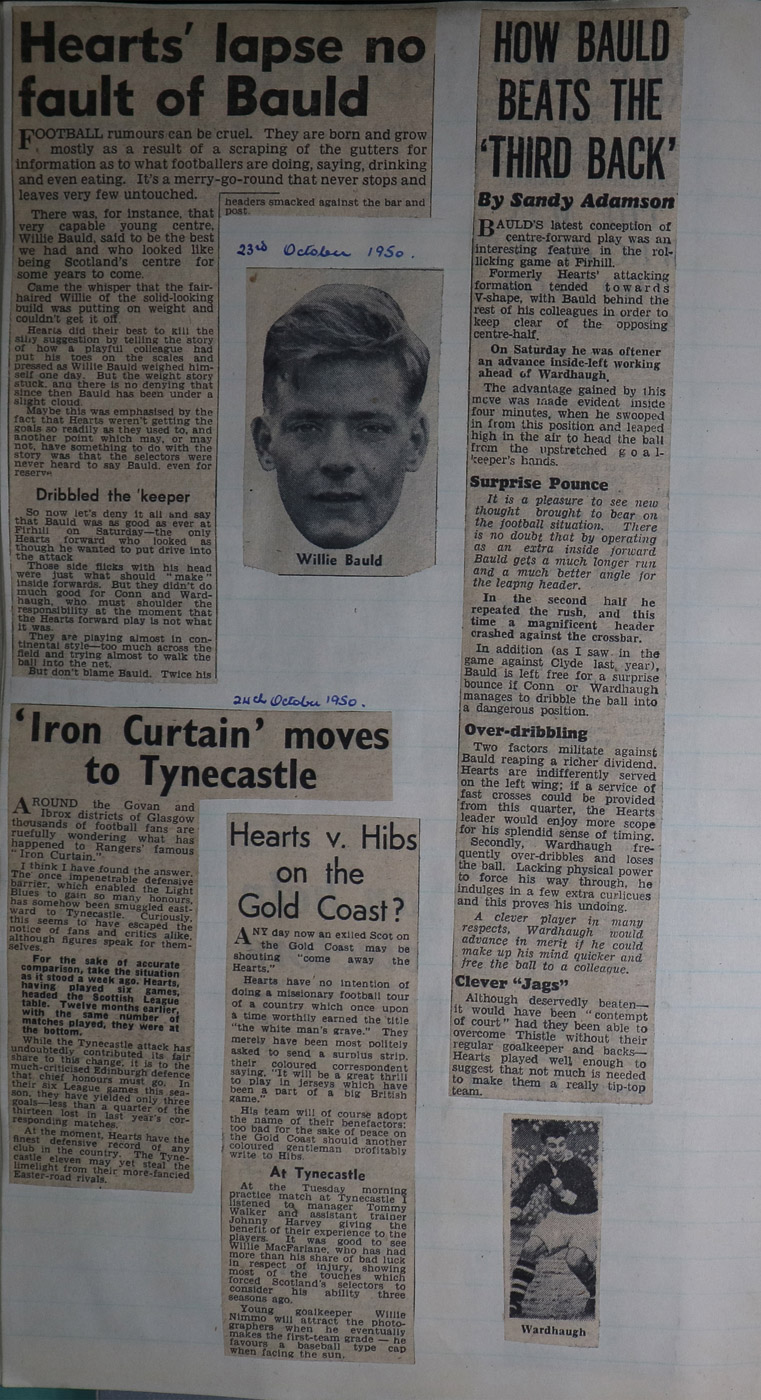 Hearts' lapse no
fault of Bauld
FOOTBALL rumours can be cruel. They are born and grow
mostly as a result of a scraping of the gutters for
information as to what footballers are doing, saying, drinking
and even eating. It's a merry-go-round that never stops and
leaves very few untouched.
There was, for instance, that
very capable young centre,
Willie Bauld, said to be the best
we had and who looked like
being Scotland's centre for
some years to come.
Came the whisper that the fair-
haired Willie of the solid-looking
build was putting on weight and
couldn't get it off.
Hearts did their best to kill the
silly suggestion by telling the story
of how a playful colleague had
put his toes on the scales and
pressed as Willie Bauld weighed him-
self one day. But the weight story
stuck, and there is no denying that
since then Bauld has been under a
slight cloud.
Maybe this was emphasised by the
fact that Hearts weren't getting the
goals so readily as they used to, and
another point which may, or may
not, have something to do with the
story was that the selectors were
never heard to say Bauld, even for
reserve
Dribbled the 'keeper
So now let's deny it all and say
that Bauld was as good as ever at
Firhill on Saturday—the only
Hearts forward who looked as
though he wanted to put drive into
the attack
Those side flicks with his head
were just what should "make"
inside forwards. But they didn't do
much good for Conn and Ward-
haugh, who must shoulder the
responsibility at the moment that
the Hearts forward play is not what
it was.
They are playing almost in con-
tinental style—too much across the
field and trying almost to walk the
ball into the net.
But don't blame Bauld. Twice his
headers smacked against the bar and
post.
23rd October 1950.
Willie Bauld
HOW BAULD
BEATS THE
'THIRD BACK'
By Sandy Adamson
BAULD'S latest conception of
centre-forward play was an
interesting feature in the rol-
licking game at Firhill.
Formerly Hearts' attacking
formation tended towards
V-shape, with Bauld behind the
rest of his colleagues in order to
keep clear of the opposing
centre-half.
On Saturday he was oftener
an advance inside-left working
ahead of Wardhaugh.
The advantage gained by this
move was made evident inside
four minutes, when he swooped
in from this position and leaped
high in the air to head the ball
from the upstretched goal-
keeper's hands.
Surprise Pounce
It is a pleasure to see new
thought brought to bear on
the football situation. There
is no doubt that by operating
as an extra inside forward
Bauld gets a much longer run
and a much better angle for
the leapng header.
In the second half he
repeated the rush, and this
time a magnificent header
crashed against the crossbar.
In addition (as I saw in the
game against Clyde last year),
Bauld is left free for a surprise
bounce if Conn or Wardhaugh
manages to dribble the ball into
a dangerous position.
Over-dribbling
Two factors militate against
Bauld reaping a richer dividend.
Hearts are indifferently served
on the left wing; if a service of
fast crosses could be provided
from this quarter, the Hearts
leader would enjoy more scope
for his splendid sense of timing.
Secondly, Wardhaugh fre-
quently over-dribbles and loses
the ball. Lacking physical power
to force his way through, he
indulges in a few extra curlicues
and this proves his undoing.
A clever player in many
respects, Wardhaugh would
advance in merit if he could
make up his mind quicker and
free the ball to a colleague.
Clever "Jags"
Although deservedly beaten—
it would have been "contempt
of court" had they been able to
overcome Thistle without their
regular goalkeeper and backs—
Hearts played well enough to
suggest that not much is needed
to make them a really tip-top
team.
Wardhaugh
24th October 1950.
'Iron Curtain' moves
to Tynecastle
AROUND the Govan and
Ibrox districts of Glasgow
thousands of football fans are
ruefully wondering what has
happened to Rangers' famous
"Iron Curtain."
I think I have found the answer.
The once impenetrable defensive
barrier, which enabled the Light
Blues to gain so many honours,
has somehow been smuggled east-
ward to Tynecastle. Curiously,
this seems to have escaped the
notice of fans and critics alike,
although figures speak for them-
selves.
For the sake of accurate
comparison, take the situation
as it stood a week ago. Hearts,
having played six games,
headed the Scottish League
table. Twelve months earlier,
with the same number of
matches played, they were at
the bottom.
While the Tynecastle attack has
undoubtedly contributed its fair
share to this change, it is to the
much-criticised Edinburgh defence
that chief honours must go. In
their six League games this sea-
son, they have yielded only three
goals—less than a quarter of the
thirteen lost in last year's cor-
responding matches.
At the moment, Hearts have the
finest defensive record of any
club in the country. The Tyne-
castle eleven may yet steal the
limelight from their more-fancied
Easter-road rivals.
Hearts v. Hibs
on the
Gold Coast?
ANY day now an exiled Scot on
the Gold Coast may be
shouting "come away the
Hearts."
Hearts have no intention of
doing a missionary football tour
of a country which once upon
a time worthily earned the title
"the white man's grave." They
merely have been most politely
asked to send a surplus strip,
their coloured correspondent
saying, "It will be a great thrill
to play in jerseys which have
been a part of a big British
game."
His team will of course adopt
the name of their benefactors:
too bad for the sake of peace on
the Gold Coast should another
coloured gentleman profitably
write to Hibs.
At Tynecastle
At the Tuesday morning
practice match at Tynecastle I
listened to manager Tommy
Walker and assistant trainer
Johnny Harvey giving the
benefit of their experience to the
players. It was good to see
Willie MacFarlane, who has had
more than his share of bad luck
in respect of injury, showing
most of the touches which
forced Scotland's selectors to
consider his ability three
seasons ago.
Young goalkeeper Willie
Nimmo will attract the photo-
graphers when he eventually
makes the first-team grade — he
favours a baseball type cap
when facing the sun.